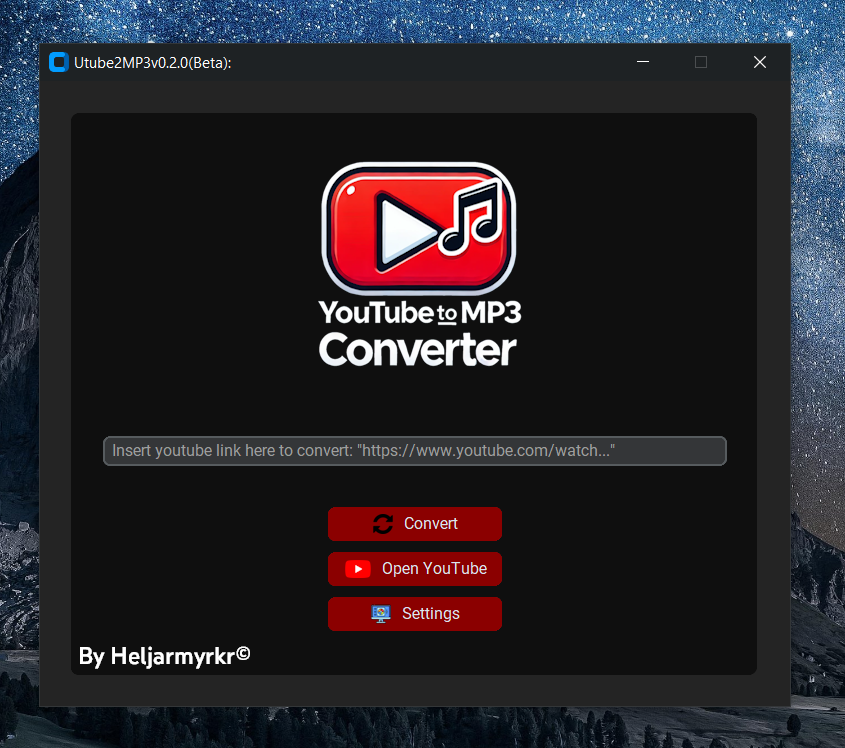 Utube2MP3v0.2.0(Beta):
YouTube to MP3
Converter
Insert youtube link here to convert: "https://www.youtube.com/watch..."
Convert
Open YouTube
Settings
By Heljarmyrkr©